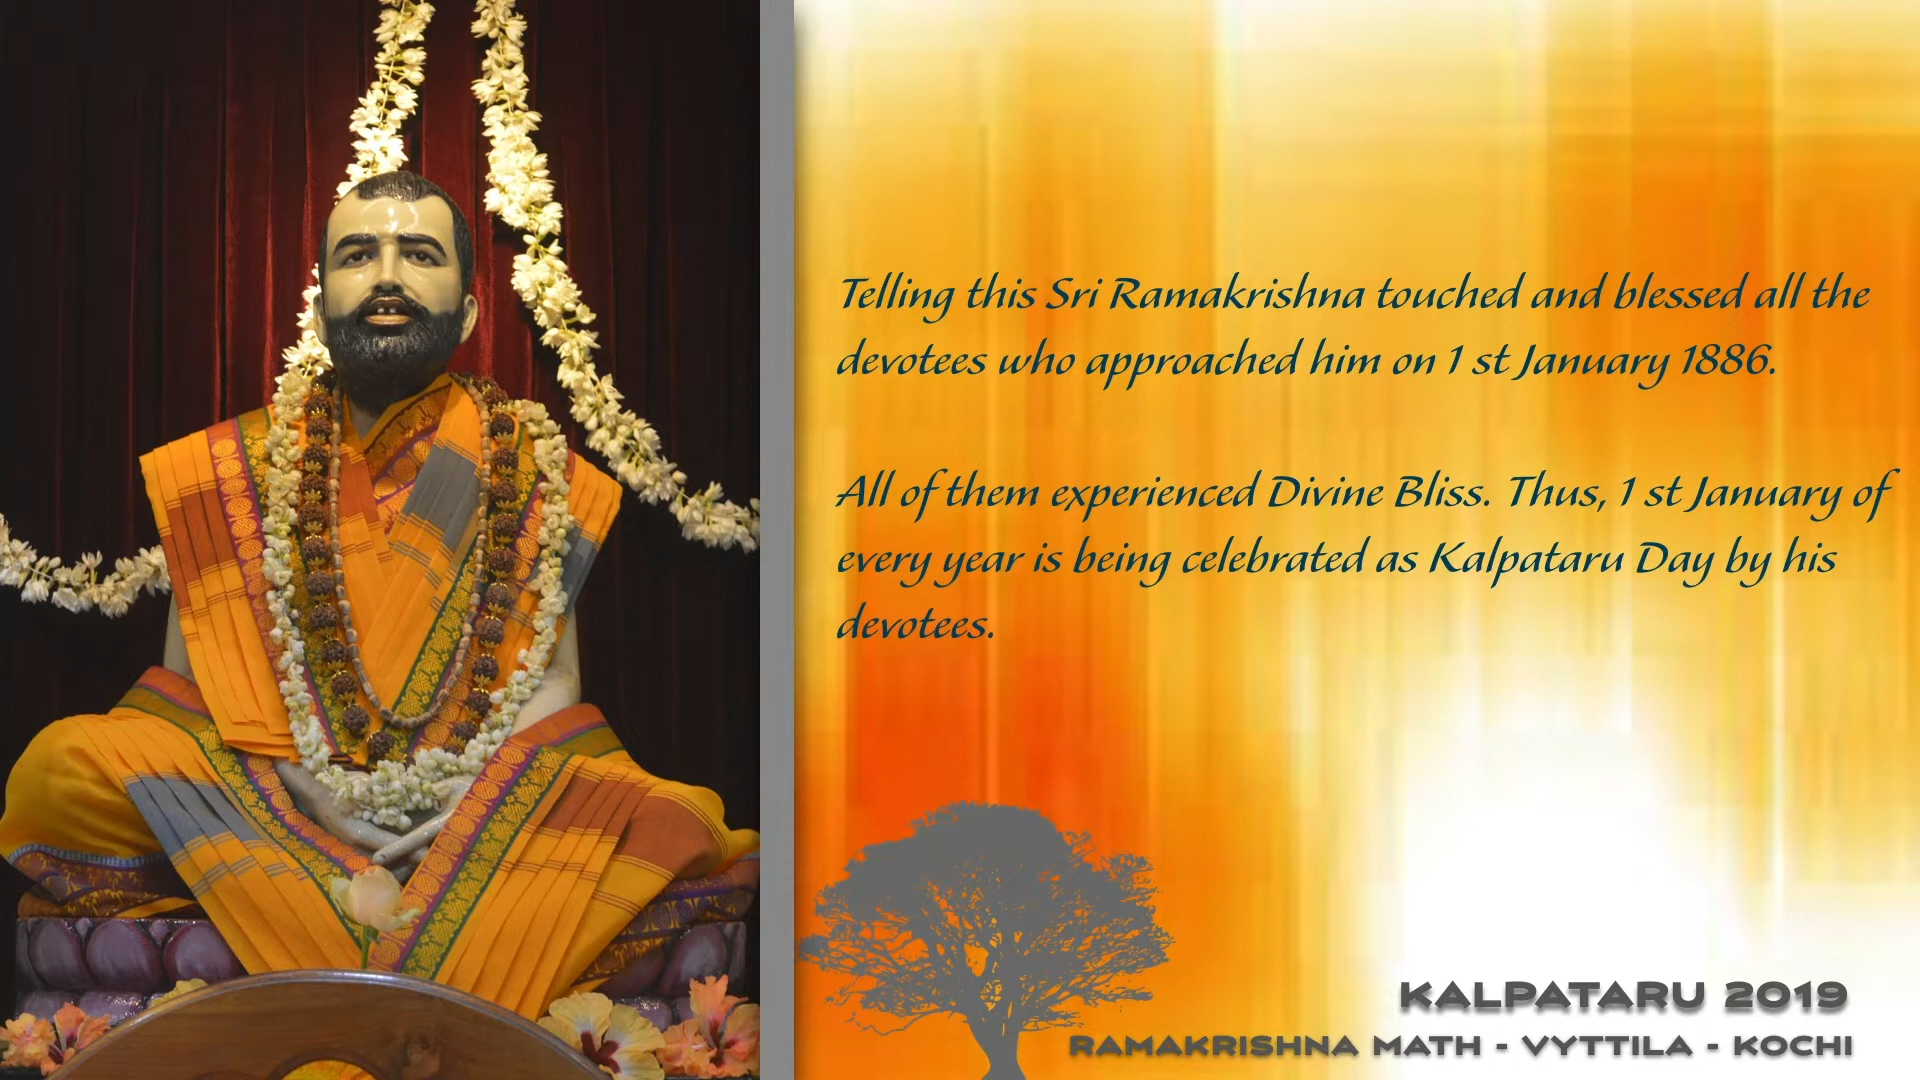 Telling this Sri Ramakrishna touched and blessed all the
devotees who approached him on 1 st January 1886.
All of them experienced Divine Bliss. Thus, 1 st January of
every year is being celebrated as Kalpataru Day by his
devotees.
KALPATARU 2019
RAMAKRISHNA MATH - VYTTILA - KOCHI